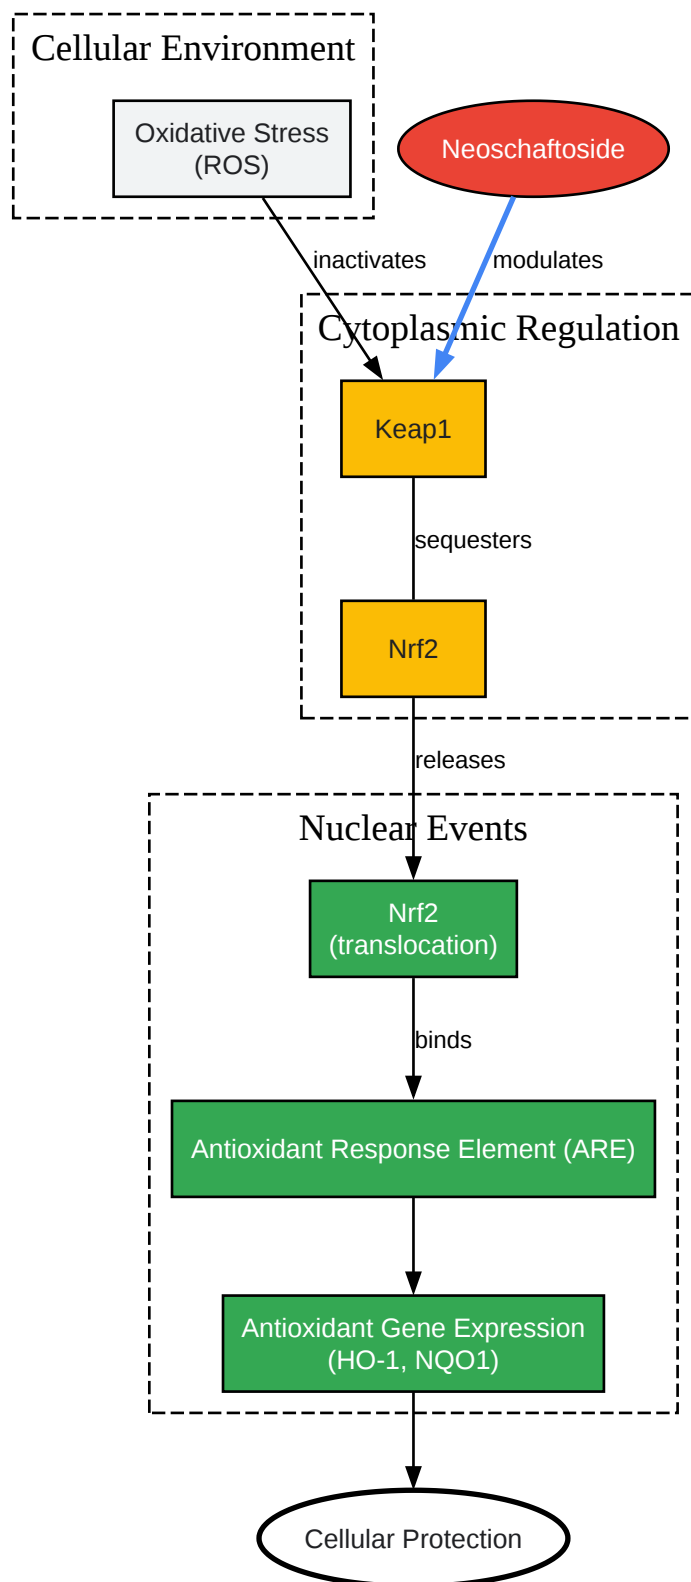 Cellular Environment
Oxidative Stress
(ROS)
Neoschaftoside
inactivates
modulates
Cytoplasmic Regulation
Keap1
sequesters
Nrf2
releases
Nuclear Events
Nrf2
(translocation)
binds
Antioxidant Response Element (ARE)
Antioxidant Gene Expression
(HO-1, NQO1)
Cellular Protection